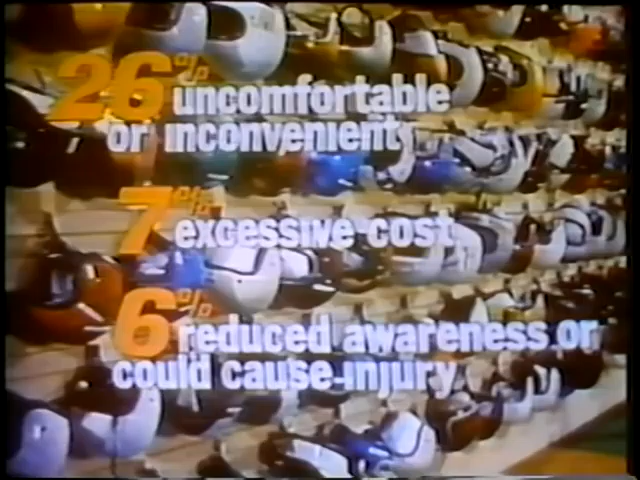 26% uncomfortable
or inconvenient
7% excessive cost
6% reduced awareness or
could cause injury